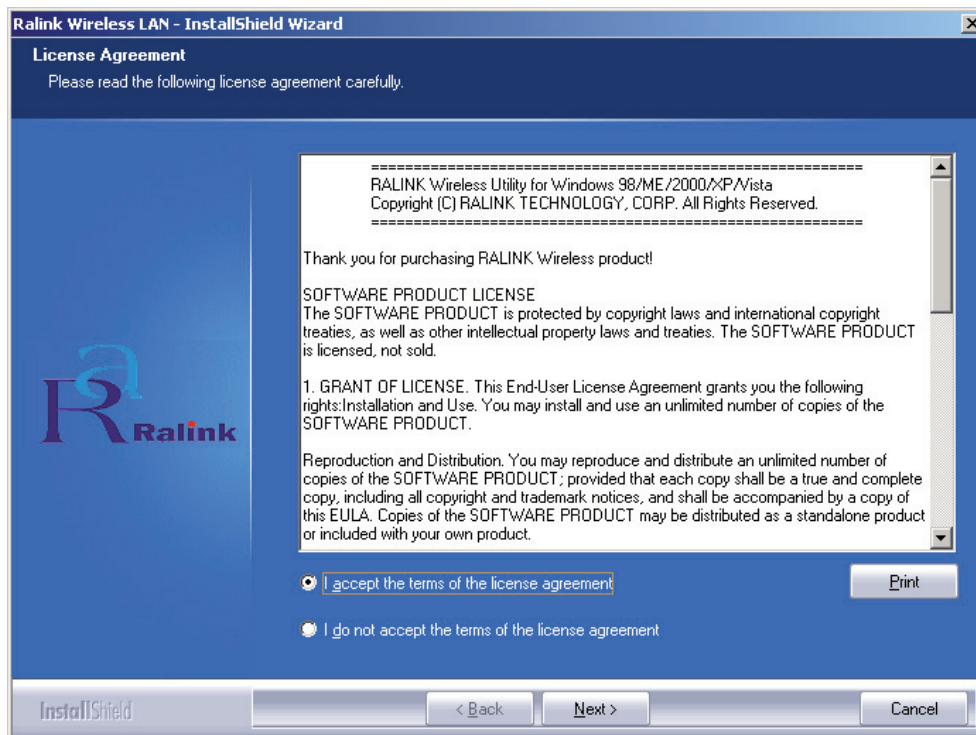 Ralink Wireless LAN - InstallShield Wizard
License Agreement
Please read the following license agreement carefully.
==========================================================
RALINK Wireless Utility for Windows 98/ME/2000/XP/Vista
Copyright (C) RALINK TECHNOLOGY, CORP. All Rights Reserved.
==========================================================
Thank you for purchasing RALINK Wireless product!
SOFTWARE PRODUCT LICENSE
The SOFTWARE PRODUCT is protected by copyright laws and international copyright
treaties, as well as other intellectual property laws and treaties. The SOFTWARE PRODUCT
is licensed, not sold.
1. GRANT OF LICENSE. This End-User License Agreement grants you the following
rights:Installation and Use. You may install and use an unlimited number of copies of the
SOFTWARE PRODUCT.
Reproduction and Distribution. You may reproduce and distribute an unlimited number of
copies of the SOFTWARE PRODUCT; provided that each copy shall be a true and complete
copy, including all copyright and trademark notices, and shall be accompanied by a copy of
this EULA. Copies of the SOFTWARE PRODUCT may be distributed as a standalone product
or included with your own product.
Ra Ralink
I accept the terms of the license agreement
Print
I do not accept the terms of the license agreement
InstallShield
< Back
Next >
Cancel